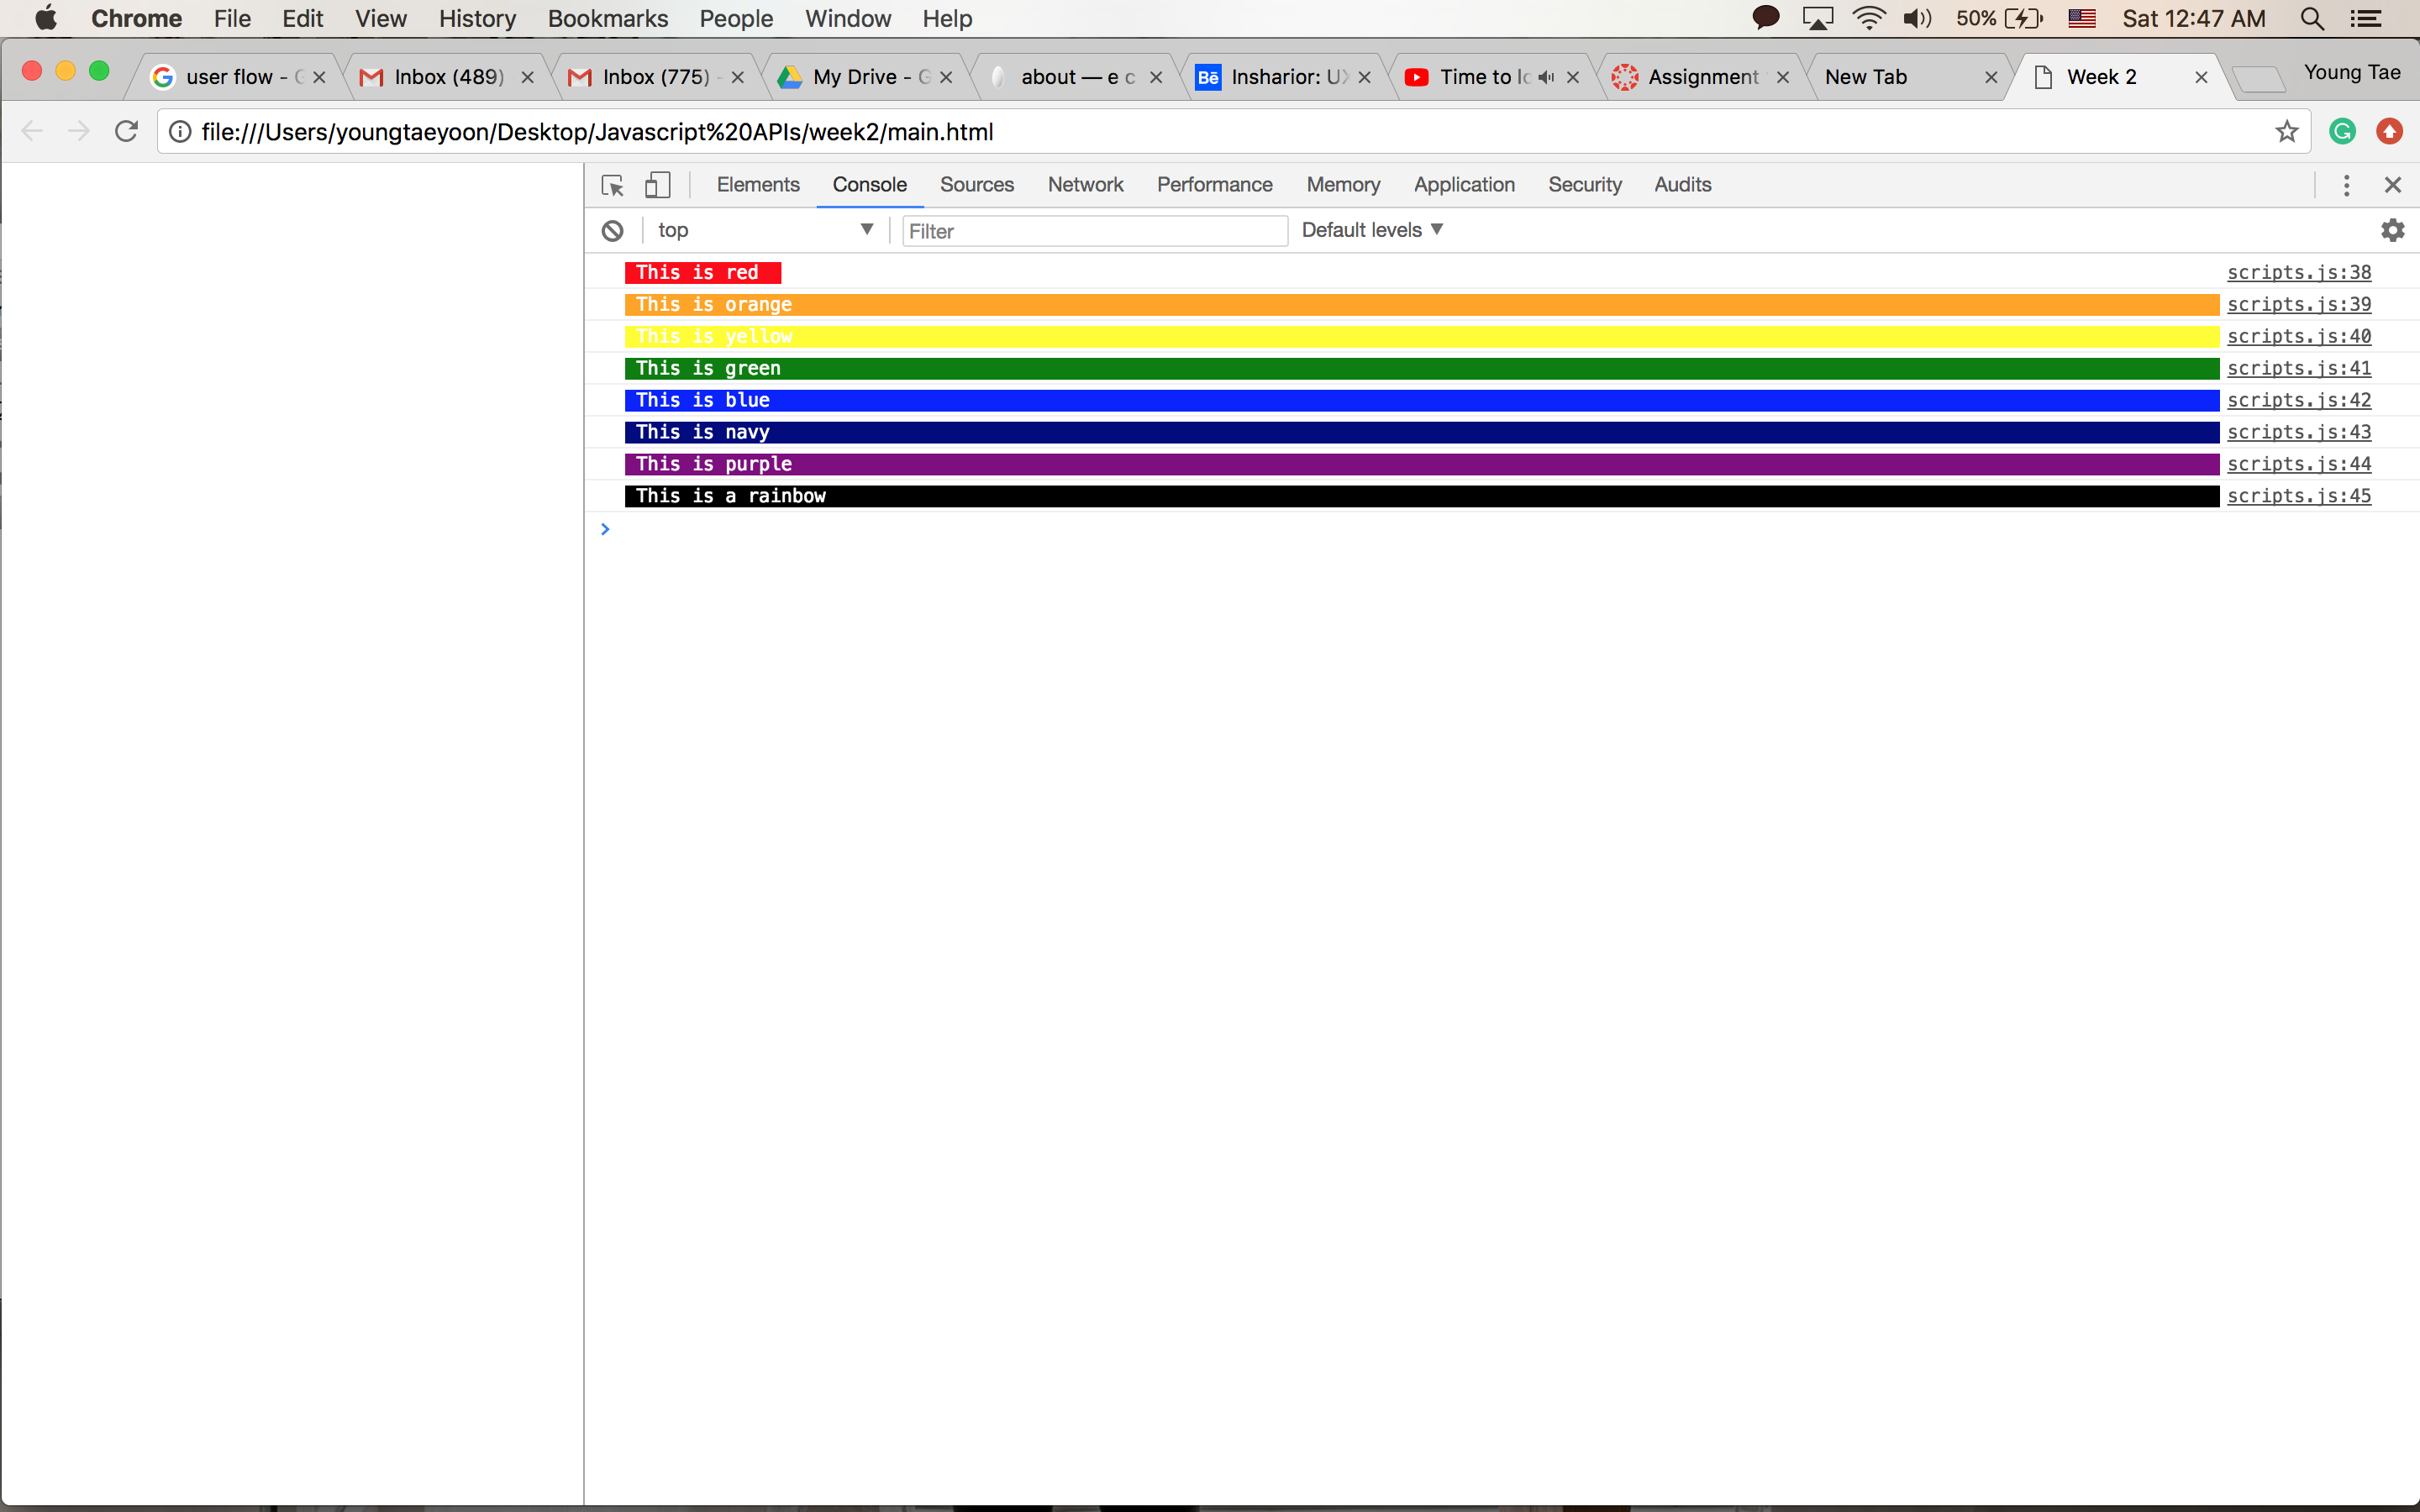 Chrome File Edit View History Bookmarks People Window Help 50% Sat 12:47 AM
user flow - G Inbox (489) Inbox (775) - My Drive - G about — e c Bē Insharior: UX Time to lo Assignment New Tab Week 2 Young Tae
file:///Users/youngtaeyoon/Desktop/Javascript%20APIs/week2/main.html
Elements Console Sources Network Performance Memory Application Security Audits
top Filter Default levels
This is red scripts.js:38
This is orange scripts.js:39
This is yellow scripts.js:40
This is green scripts.js:41
This is blue scripts.js:42
This is navy scripts.js:43
This is purple scripts.js:44
This is a rainbow scripts.js:45
>